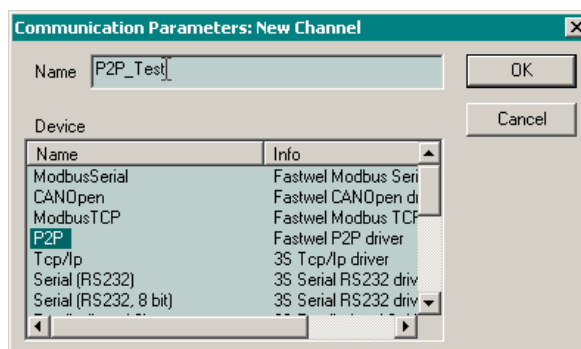 Communication Parameters: New Channel
Name P2P_Test OK
Cancel
Device
Name Info
ModbusSerial Fastwel Modbus Seri
CANOpen Fastwel CANOpen dri
ModbusTCP Fastwel Modbus TCP
P2P Fastwel P2P driver
Tcp/Ip 3S Tcp/Ip driver
Serial (RS232) 3S Serial RS232 driv
Serial (RS232, 8 bit) 3S Serial RS232 driv